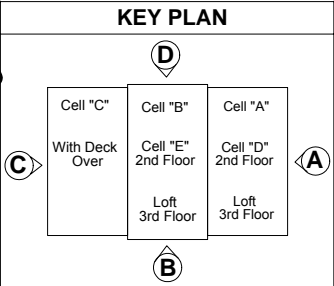 KEY PLAN
D
Cell "C"
With Deck
Over
Cell "B"
Cell "E"
2nd Floor
Loft
3rd Floor
Cell "A"
Cell "D"
2nd Floor
Loft
3rd Floor
C
A
B